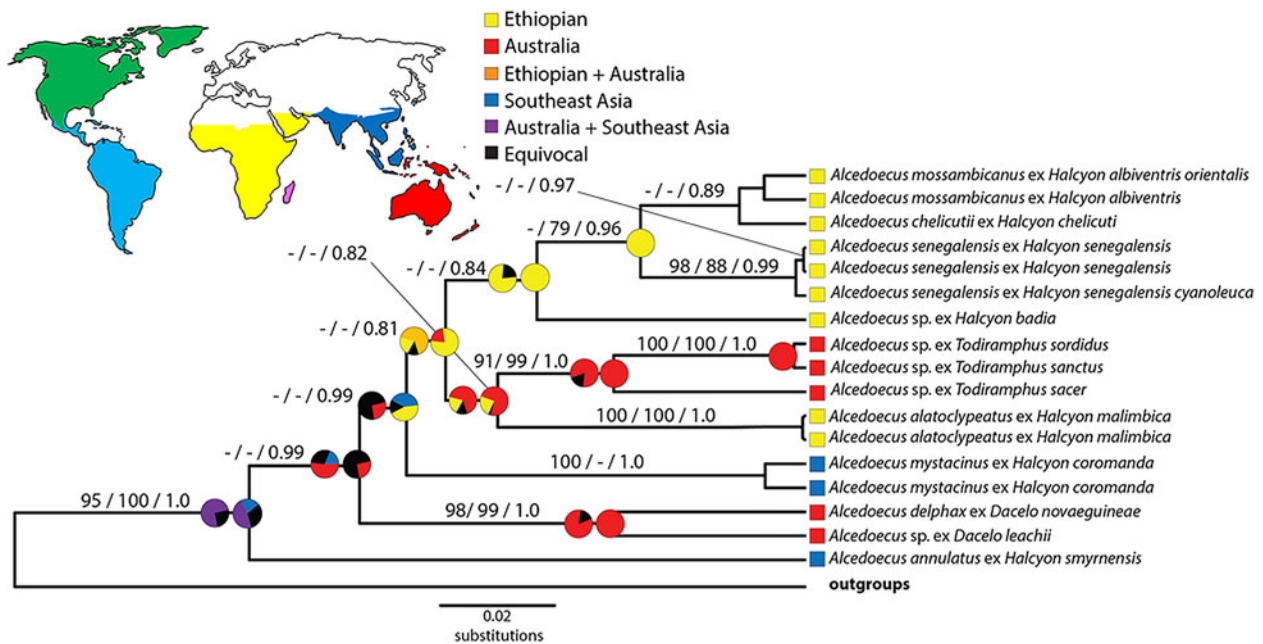 Ethiopian
Australia
Ethiopian + Australia
Southeast Asia
Australia + Southeast Asia
Equivocal
- / - / 0.97
- / - / 0.89
Alcedoecus mossambicanus ex Halcyon albiventris orientalis
Alcedoecus mossambicanus ex Halcyon albiventris
Alcedoecus chelicutii ex Halcyon chelicuti
- / 79 / 0.96
Alcedoecus senegalensis ex Halcyon senegalensis
- / - / 0.82
- / - / 0.84
98 / 88 / 0.99
Alcedoecus senegalensis ex Halcyon senegalensis
Alcedoecus senegalensis ex Halcyon senegalensis cyanoleuca
Alcedoecus sp. ex Halcyon badia
- / - / 0.81
100 / 100 / 1.0
Alcedoecus sp. ex Todiramphus sordidus
91/ 99 / 1.0
Alcedoecus sp. ex Todiramphus sanctus
Alcedoecus sp. ex Todiramphus sacer
- / - / 0.99
100 / 100 / 1.0
Alcedoecus alatoclypeatus ex Halcyon malimbica
Alcedoecus alatoclypeatus ex Halcyon malimbica
- / - / 0.99
100 / - / 1.0
Alcedoecus mystacinus ex Halcyon coromanda
Alcedoecus mystacinus ex Halcyon coromanda
95 / 100 / 1.0
98/ 99 / 1.0
Alcedoecus delphax ex Dacelo novaeguineae
Alcedoecus sp. ex Dacelo leachii
Alcedoecus annulatus ex Halcyon smyrnensis
outgroups
0.02
substitutions